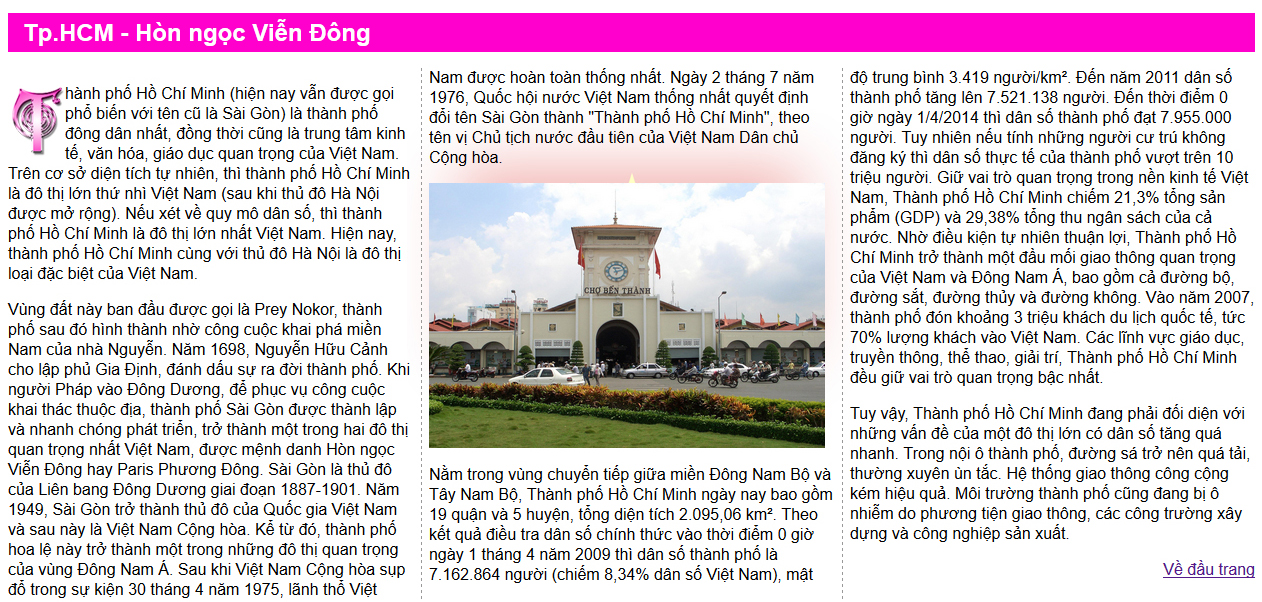 Tp.HCM - Hòn ngọc Viễn Đông
Thành phố Hồ Chí Minh (hiện nay vẫn được gọi
phổ biến với tên cũ là Sài Gòn) là thành phố
đông dân nhất, đồng thời cũng là trung tâm kinh
tế, văn hóa, giáo dục quan trọng của Việt Nam.
Trên cơ sở diện tích tự nhiên, thì thành phố Hồ Chí Minh
là đô thị lớn thứ nhì Việt Nam (sau khi thủ đô Hà Nội
được mở rộng). Nếu xét về quy mô dân số, thì thành
phố Hồ Chí Minh là đô thị lớn nhất Việt Nam. Hiện nay,
thành phố Hồ Chí Minh cùng với thủ đô Hà Nội là đô thị
loại đặc biệt của Việt Nam.
Vùng đất này ban đầu được gọi là Prey Nokor, thành
phố sau đó hình thành nhờ công cuộc khai phá miền
Nam của nhà Nguyễn. Năm 1698, Nguyễn Hữu Cảnh
cho lập phủ Gia Định, đánh dấu sự ra đời thành phố. Khi
người Pháp vào Đông Dương, để phục vụ công cuộc
khai thác thuộc địa, thành phố Sài Gòn được thành lập
và nhanh chóng phát triển, trở thành một trong hai đô thị
quan trọng nhất Việt Nam, được mệnh danh Hòn ngọc
Viễn Đông hay Paris Phương Đông. Sài Gòn là thủ đô
của Liên bang Đông Dương giai đoạn 1887-1901. Năm
1949, Sài Gòn trở thành thủ đô của Quốc gia Việt Nam
và sau này là Việt Nam Cộng hòa. Kể từ đó, thành phố
hoa lệ này trở thành một trong những đô thị quan trọng
của vùng Đông Nam Á. Sau khi Việt Nam Cộng hòa sụp
đổ trong sự kiện 30 tháng 4 năm 1975, lãnh thổ Việt
Nam được hoàn toàn thống nhất. Ngày 2 tháng 7 năm
1976, Quốc hội nước Việt Nam thống nhất quyết định
đổi tên Sài Gòn thành "Thành phố Hồ Chí Minh", theo
tên vị Chủ tịch nước đầu tiên của Việt Nam Dân chủ
Cộng hòa.
CHỢ BẾN THÀNH
Nằm trong vùng chuyển tiếp giữa miền Đông Nam Bộ và
Tây Nam Bộ, Thành phố Hồ Chí Minh ngày nay bao gồm
19 quận và 5 huyện, tổng diện tích 2.095,06 km². Theo
kết quả điều tra dân số chính thức vào thời điểm 0 giờ
ngày 1 tháng 4 năm 2009 thì dân số thành phố là
7.162.864 người (chiếm 8,34% dân số Việt Nam), mật
độ trung bình 3.419 người/km². Đến năm 2011 dân số
thành phố tăng lên 7.521.138 người. Đến thời điểm 0
giờ ngày 1/4/2014 thì dân số thành phố đạt 7.955.000
người. Tuy nhiên nếu tính những người cư trú không
đăng ký thì dân số thực tế của thành phố vượt trên 10
triệu người. Giữ vai trò quan trọng trong nền kinh tế Việt
Nam, Thành phố Hồ Chí Minh chiếm 21,3% tổng sản
phẩm (GDP) và 29,38% tổng thu ngân sách của cả
nước. Nhờ điều kiện tự nhiên thuận lợi, Thành phố Hồ
Chí Minh trở thành một đầu mối giao thông quan trọng
của Việt Nam và Đông Nam Á, bao gồm cả đường bộ,
đường sắt, đường thủy và đường không. Vào năm 2007,
thành phố đón khoảng 3 triệu khách du lịch quốc tế, tức
70% lượng khách vào Việt Nam. Các lĩnh vực giáo dục,
truyền thông, thể thao, giải trí, Thành phố Hồ Chí Minh
đều giữ vai trò quan trọng bậc nhất.
Tuy vậy, Thành phố Hồ Chí Minh đang phải đối diện với
những vấn đề của một đô thị lớn có dân số tăng quá
nhanh. Trong nội ô thành phố, đường sá trở nên quá tải,
thường xuyên ùn tắc. Hệ thống giao thông công cộng
kém hiệu quả. Môi trường thành phố cũng đang bị ô
nhiễm do phương tiện giao thông, các công trường xây
dựng và công nghiệp sản xuất.
Về đầu trang